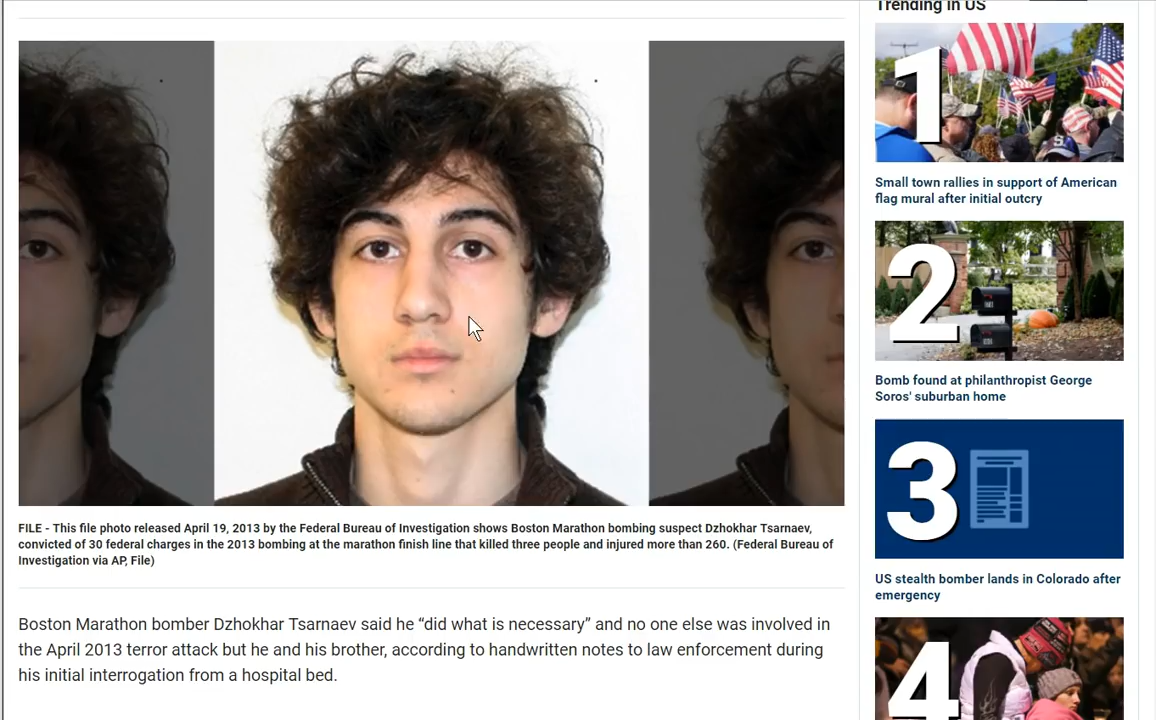 Trending in US
1
Small town rallies in support of American
flag mural after initial outcry
2
Bomb found at philanthropist George
Soros' suburban home
3
US stealth bomber lands in Colorado after
emergency
4
FILE - This file photo released April 19, 2013 by the Federal Bureau of Investigation shows Boston Marathon bombing suspect Dzhokhar Tsarnaev,
convicted of 30 federal charges in the 2013 bombing at the marathon finish line that killed three people and injured more than 260. (Federal Bureau of
Investigation via AP, File)
Boston Marathon bomber Dzhokhar Tsarnaev said he “did what is necessary” and no one else was involved in
the April 2013 terror attack but he and his brother, according to handwritten notes to law enforcement during
his initial interrogation from a hospital bed.